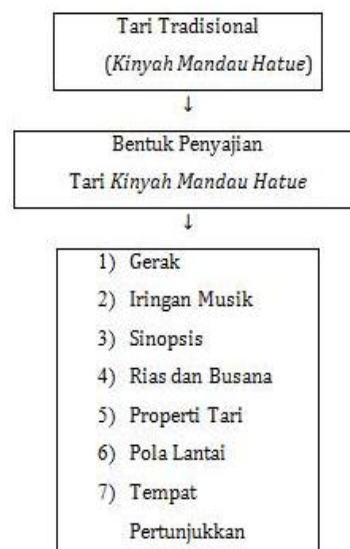 Tari Tradisional
(Kinyah Mandau Hatue)
↓
Bentuk Penyajian
Tari Kinyah Mandau Hatue
↓
1) Gerak
2) Iringan Musik
3) Sinopsis
4) Rias dan Busana
5) Properti Tari
6) Pola Lantai
7) Tempat
Pertunjukkan